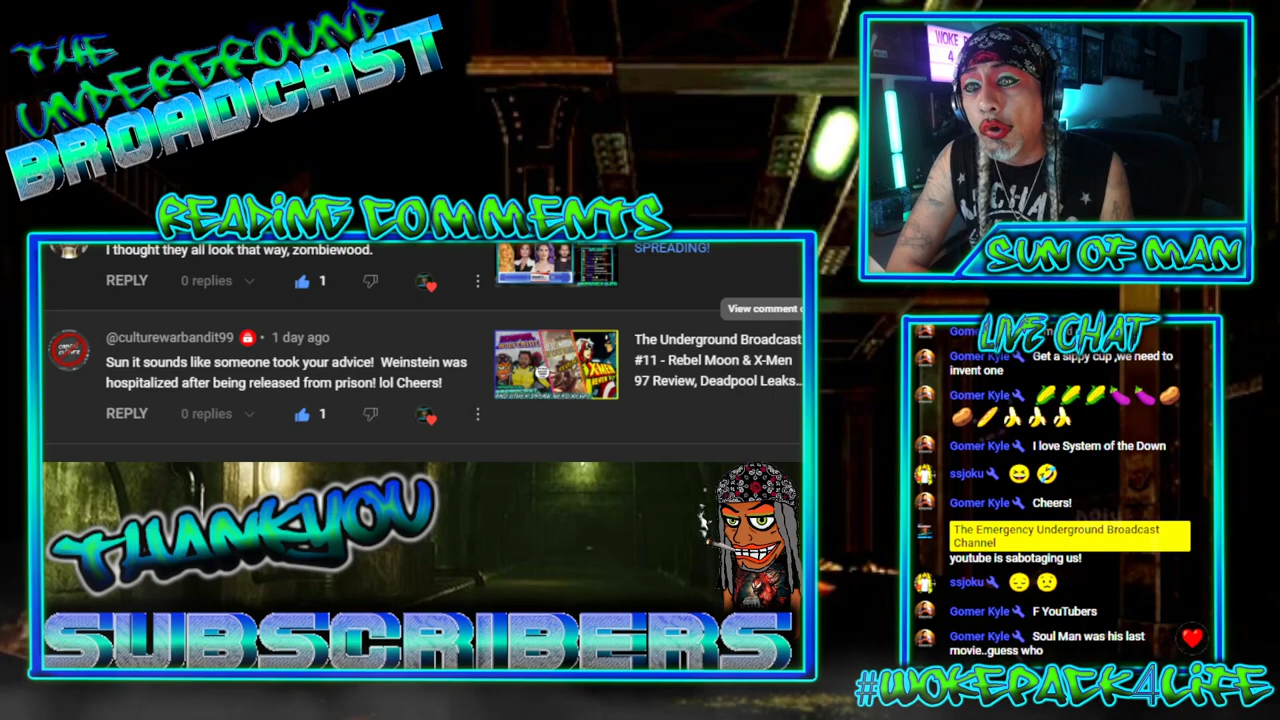 THE
UNDERGROUND
BROADCAST
WOKE
4
SUN OF MAN
READING COMMENTS
I thought they all look that way, zombiewood.
SPREADING!
REPLY 0 replies 1
View comment
@culturewarbandit99 • 1 day ago
Sun it sounds like someone took your advice! Weinstein was
hospitalized after being released from prison! lol Cheers!
REPLY 0 replies 1
The Underground Broadcast
#11 - Rebel Moon & X-Men
97 Review, Deadpool Leaks...
THANKYOU
SUBSCRIBERS
LIVE CHAT
Gomer Kyle Get a sippy cup ,we need to
invent one
Gomer Kyle 🌽🌽🌽🍆🍆🥔
🥔🥖🍌🍌🍌
Gomer Kyle I love System of the Down
ssjoku 😆 🤣
Gomer Kyle Cheers!
The Emergency Underground Broadcast
Channel
youtube is sabotaging us!
ssjoku 😔 😟
Gomer Kyle F YouTubers
Gomer Kyle Soul Man was his last
movie..guess who
#WOKEPACK4LIFE